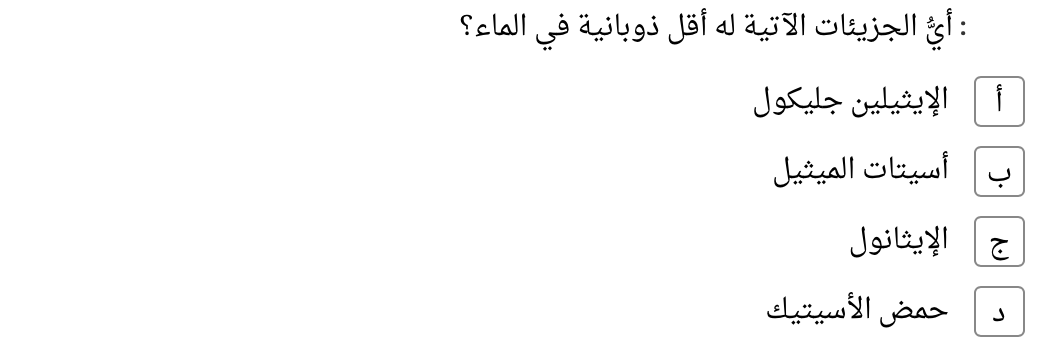 : أيُّ الجزيئات الآتية له أقل ذوبانية في الماء؟
أ الإيثيلين جليكول
ب أسيتات الميثيل
ج الإيثانول
د حمض الأسيتيك